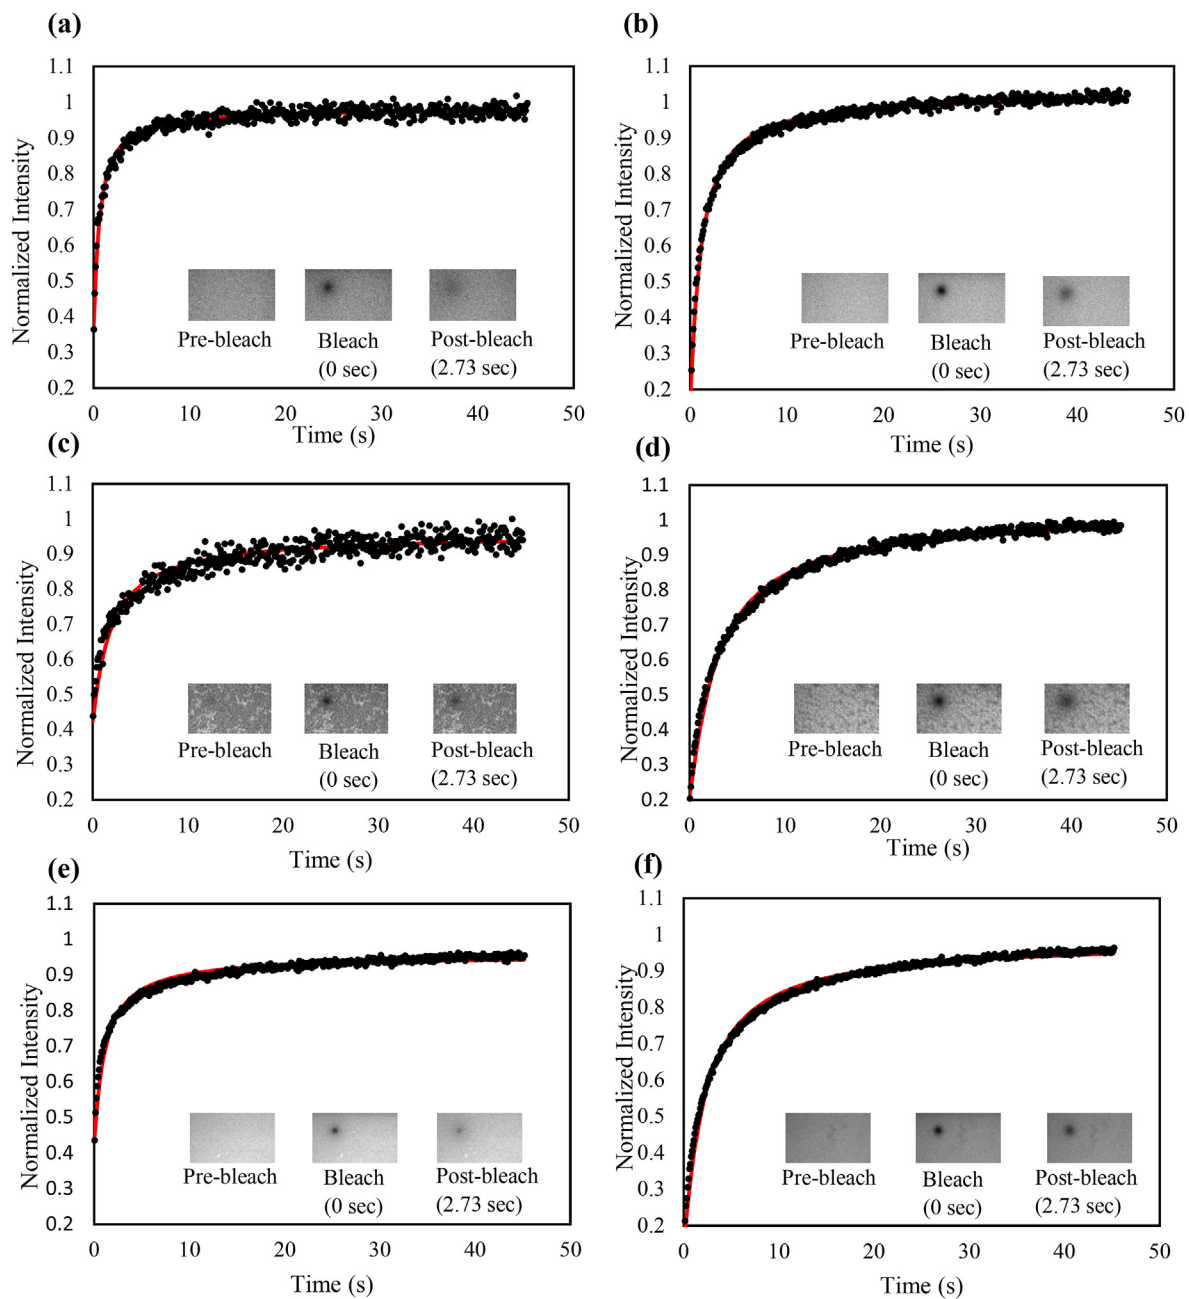 (a)
1.1
1
0.9
0.8
0.7
0.6
0.5
0.4
0.3
0.2
Normalized Intensity
Pre-bleach
Bleach
(0 sec)
Post-bleach
(2.73 sec)
0 10 20 30 40 50
Time (s)
(b)
1.1
1
0.9
0.8
0.7
0.6
0.5
0.4
0.3
0.2
Normalized Intensity
Pre-bleach
Bleach
(0 sec)
Post-bleach
(2.73 sec)
0 10 20 30 40 50
Time (s)
(c)
1.1
1
0.9
0.8
0.7
0.6
0.5
0.4
0.3
0.2
Normalized Intensity
Pre-bleach
Bleach
(0 sec)
Post-bleach
(2.73 sec)
0 10 20 30 40 50
Time (s)
(d)
1.1
1
0.9
0.8
0.7
0.6
0.5
0.4
0.3
0.2
Normalized Intensity
Pre-bleach
Bleach
(0 sec)
Post-bleach
(2.73 sec)
0 10 20 30 40 50
Time (s)
(e)
1.1
1
0.9
0.8
0.7
0.6
0.5
0.4
0.3
0.2
Normalized Intensity
Pre-bleach
Bleach
(0 sec)
Post-bleach
(2.73 sec)
0 10 20 30 40 50
Time (s)
(f)
1.1
1
0.9
0.8
0.7
0.6
0.5
0.4
0.3
0.2
Normalized Intensity
Pre-bleach
Bleach
(0 sec)
Post-bleach
(2.73 sec)
0 10 20 30 40 50
Time (s)